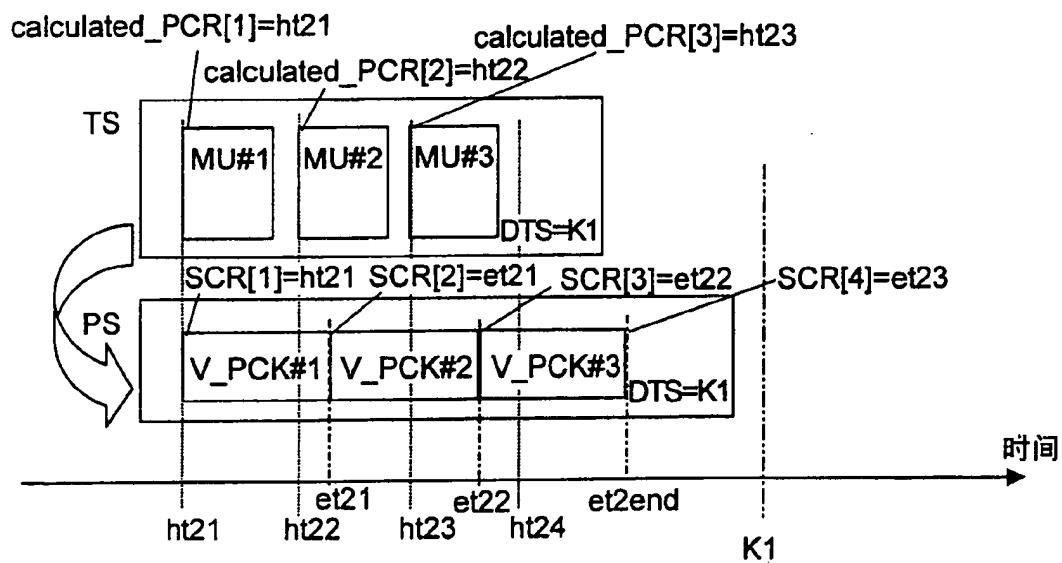 calculated_PCR[1]=ht21
calculated_PCR[3]=ht23
calculated_PCR[2]=ht22
TS
MU#1
MU#2
MU#3
DTS=K1
SCR[1]=ht21
SCR[2]=et21
SCR[3]=et22
SCR[4]=et23
PS
V_PCK#1
V_PCK#2
V_PCK#3
DTS=K1
时间
et21
et22
et2end
ht21
ht22
ht23
ht24
K1